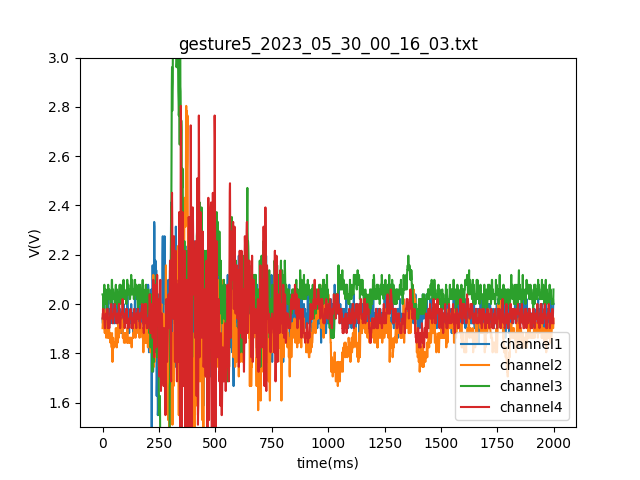 gesture5_2023_05_30_00_16_03.txt
3.0
2.8
2.6
2.4
2.2
2.0
1.8
1.6
V(V)
0 250 500 750 1000 1250 1500 1750 2000
time(ms)
channel1
channel2
channel3
channel4